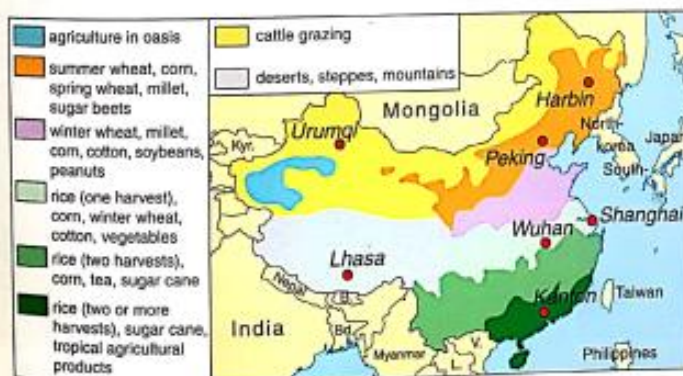 agriculture in oasis
summer wheat, corn,
spring wheat, millet,
sugar beets
winter wheat, millet,
corn, cotton, soybeans,
peanuts
rice (one harvest),
corn, winter wheat,
cotton, vegetables
rice (two harvests),
corn, tea, sugar cane
rice (two or more
harvests), sugar cane,
tropical agricultural
products
cattle grazing
deserts, steppes, mountains
Mongolia
Harbin
Urumqi
Kyr.
Peking
North-
korea
Japan
South-
Shanghai
Wuhan
Lhasa
Nepal
B.
Kanton
Taiwan
India
Bd.
Myanmar
V.
L.
Philippines